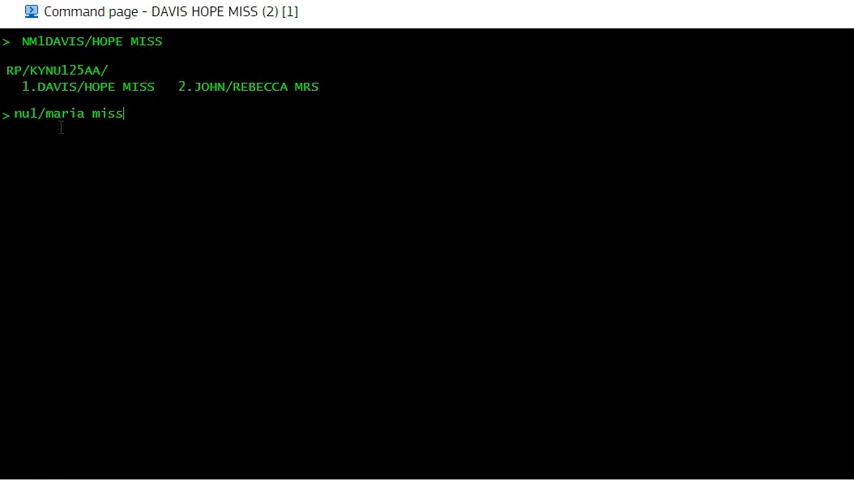 Command page - DAVIS HOPE MISS (2) [1]
> NM1DAVIS/HOPE MISS
RP/KYNU125AA/
1.DAVIS/HOPE MISS 2.JOHN/REBECCA MRS
> nu1/maria miss